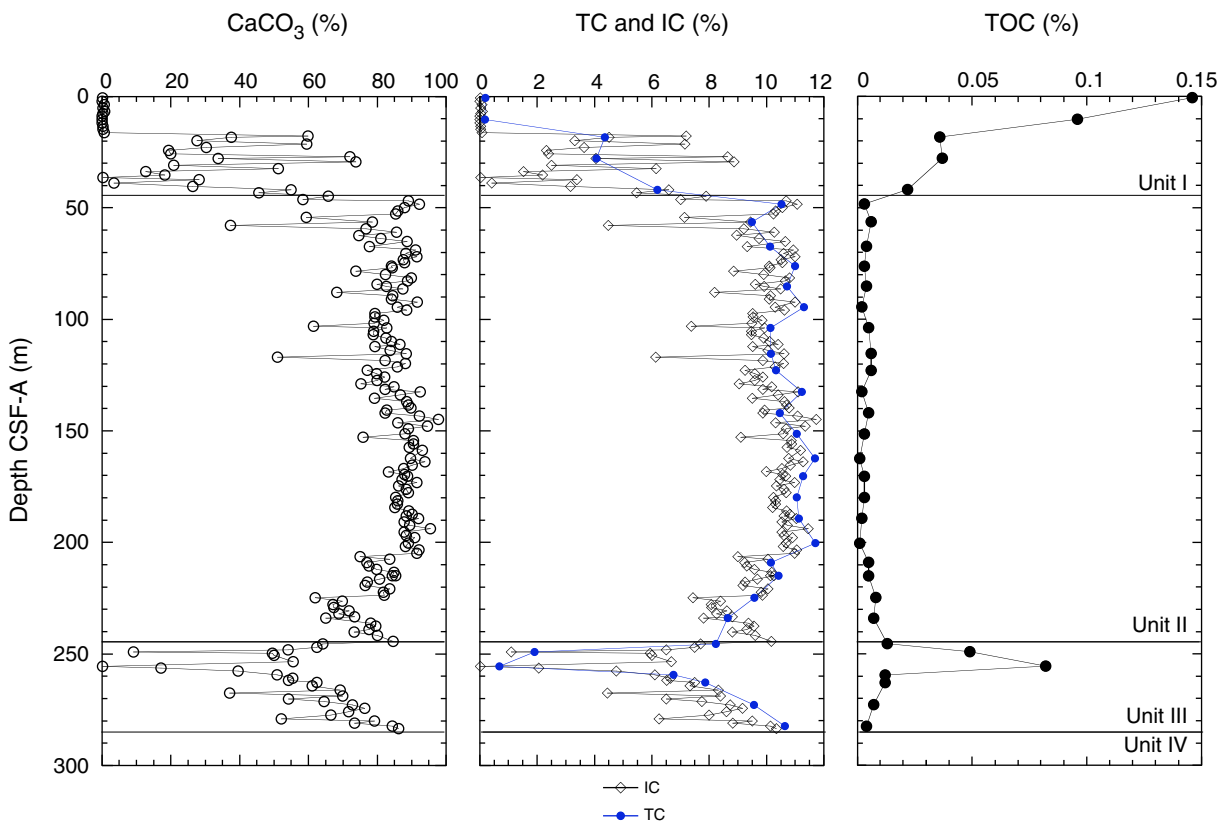 CaCO3 (%) TC and IC (%) TOC (%)
0 20 40 60 80 100 0 2 4 6 8 10 12 0 0.05 0.1 0.15
0
50
100
150
200
250
300
Depth CSF-A (m)
Unit I
Unit II
Unit III
Unit IV
IC
TC